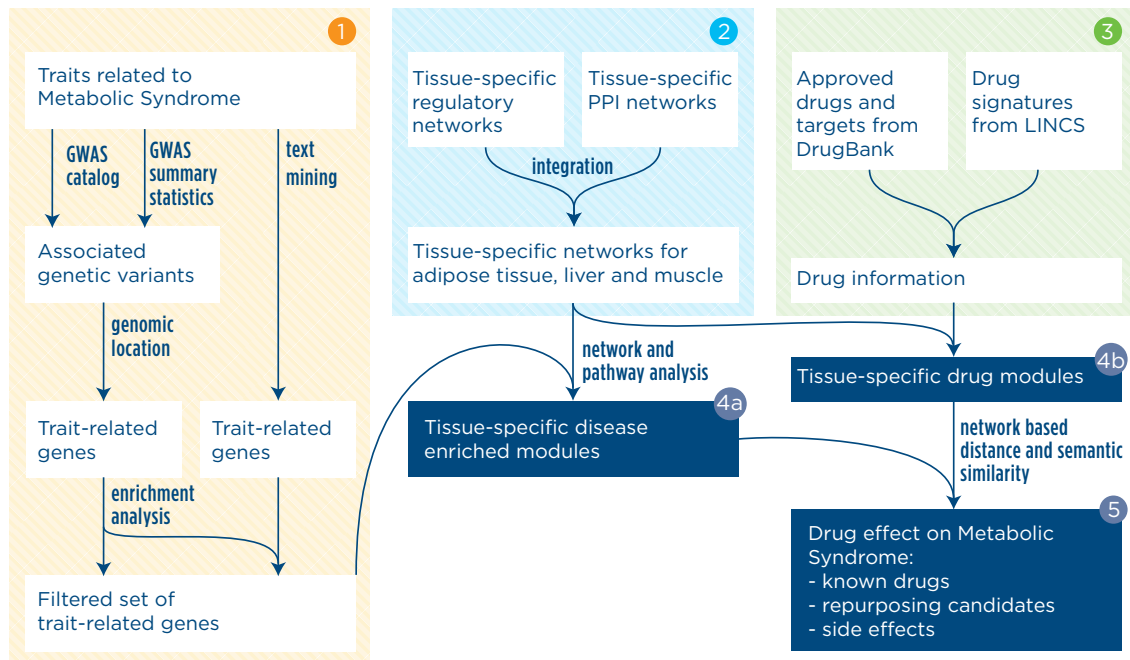 1
Traits related to
Metabolic Syndrome
GWAS
catalog
GWAS
summary
statistics
text
mining
Associated
genetic variants
genomic
location
Trait-related
genes
Trait-related
genes
enrichment
analysis
Filtered set of
trait-related genes
2
Tissue-specific
regulatory
networks
Tissue-specific
PPI networks
integration
Tissue-specific networks for
adipose tissue, liver and muscle
network and
pathway analysis
4a
Tissue-specific disease
enriched modules
3
Approved
drugs and
targets from
DrugBank
Drug
signatures
from LINCS
Drug information
4b
Tissue-specific drug modules
network based
distance and semantic
similarity
5
Drug effect on Metabolic
Syndrome:
- known drugs
- repurposing candidates
- side effects